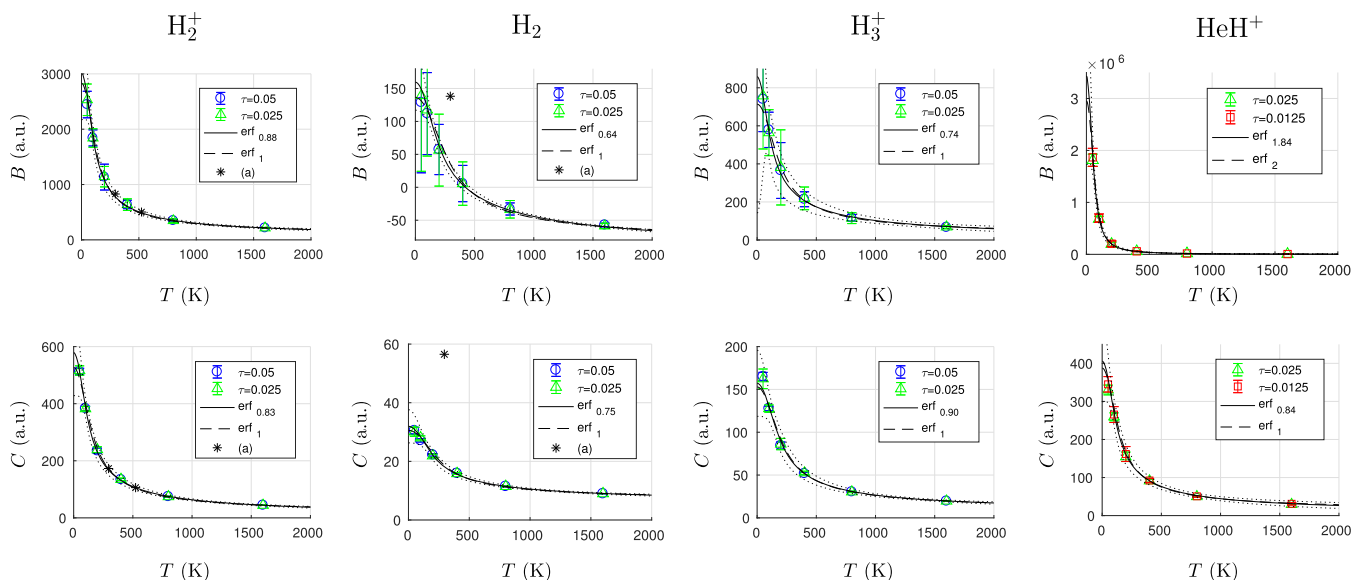 H₂⁺
H₂
H₃⁺
HeH⁺
3000
2000
1000
0
B (a.u.)
0 500 1000 1500 2000
T (K)
τ=0.05
τ=0.025
erf 0.88
erf 1
(a)
150
100
50
0
-50
B (a.u.)
0 500 1000 1500 2000
T (K)
τ=0.05
τ=0.025
erf 0.64
erf 1
(a)
800
600
400
200
0
B (a.u.)
0 500 1000 1500 2000
T (K)
τ=0.05
τ=0.025
erf 0.74
erf 1
× 10⁶
3
2
1
0
B (a.u.)
0 500 1000 1500 2000
T (K)
τ=0.025
τ=0.0125
erf 1.84
erf 2
600
400
200
0
C (a.u.)
0 500 1000 1500 2000
T (K)
τ=0.05
τ=0.025
erf 0.83
erf 1
(a)
60
40
20
0
C (a.u.)
0 500 1000 1500 2000
T (K)
τ=0.05
τ=0.025
erf 0.75
erf 1
(a)
200
150
100
50
0
C (a.u.)
0 500 1000 1500 2000
T (K)
τ=0.05
τ=0.025
erf 0.90
erf 1
400
300
200
100
0
C (a.u.)
0 500 1000 1500 2000
T (K)
τ=0.025
τ=0.0125
erf 0.84
erf 1